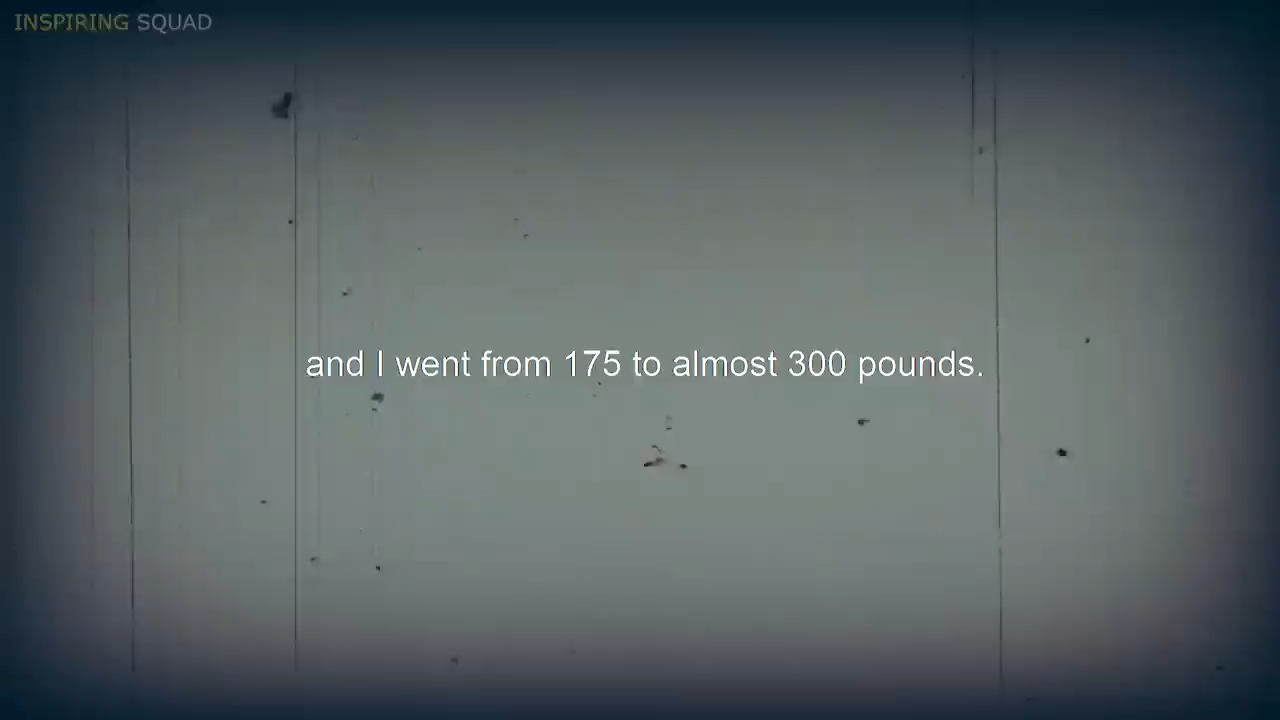 INSPIRING SQUAD
and I went from 175 to almost 300 pounds.